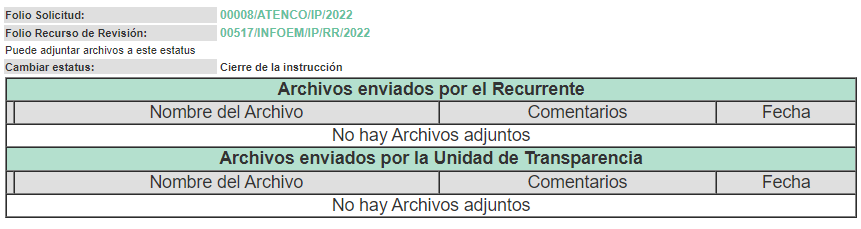 Folio Solicitud: 00008/ATENCO/IP/2022
Folio Recurso de Revisión: 00517/INFOEM/IP/RR/2022
Puede adjuntar archivos a este estatus
Cambiar estatus: Cierre de la instrucción
Archivos enviados por el Recurrente
Nombre del Archivo Comentarios Fecha
No hay Archivos adjuntos
Archivos enviados por la Unidad de Transparencia
Nombre del Archivo Comentarios Fecha
No hay Archivos adjuntos